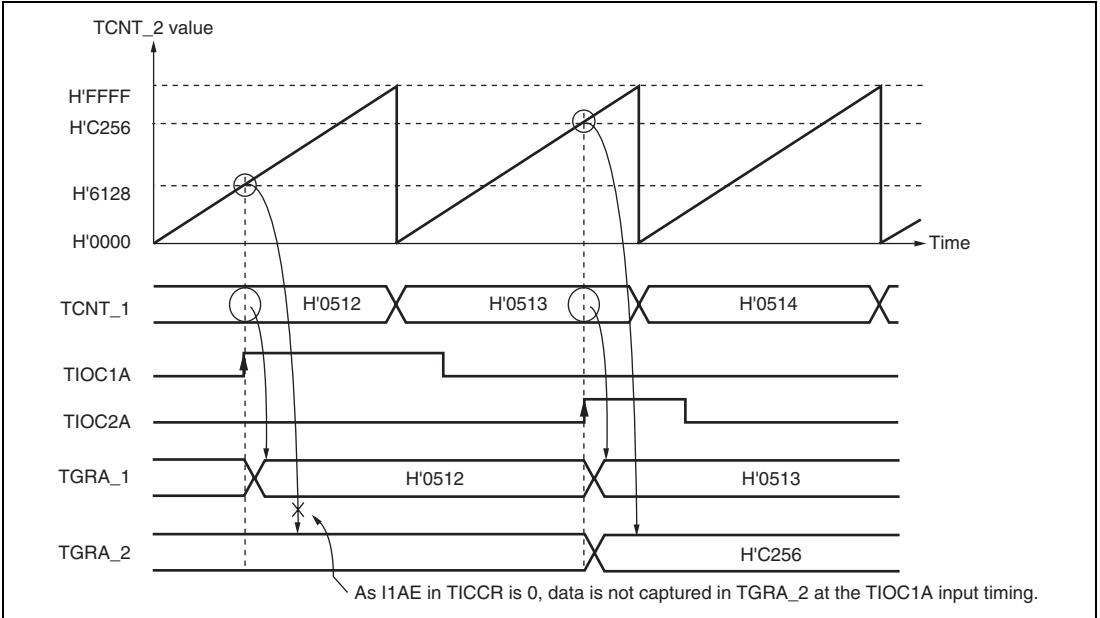 TCNT_2 value
H'FFFF
H'C256
H'6128
H'0000
Time
TCNT_1 H'0512 H'0513 H'0514
TIOC1A
TIOC2A
TGRA_1 H'0512 H'0513
TGRA_2 H'C256
As I1AE in TICCR is 0, data is not captured in TGRA_2 at the TIOC1A input timing.